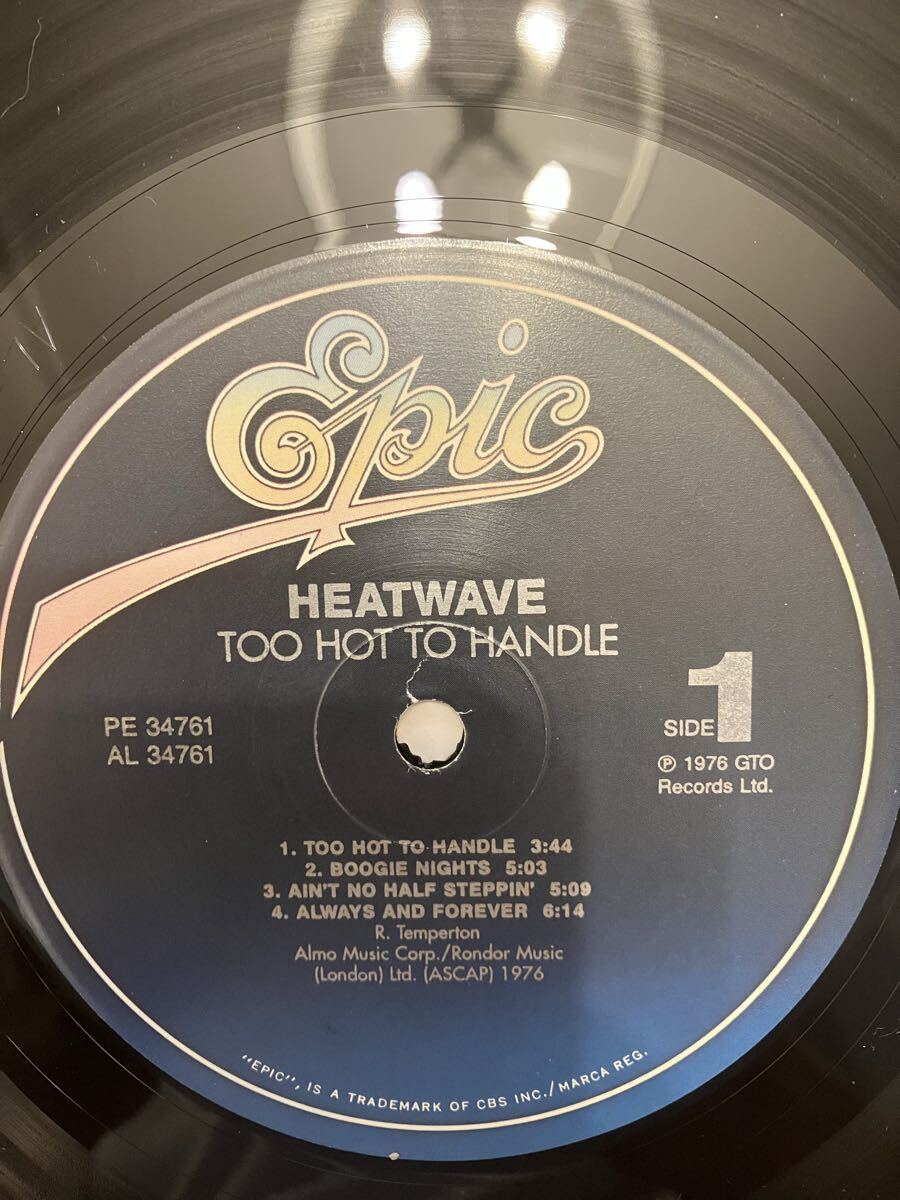 Epic
HEATWAVE
TOO HOT TO HANDLE
PE 34761
AL 34761
SIDE 1
℗ 1976 GTO
Records Ltd.
1. TOO HOT TO HANDLE 3:44
2. BOOGIE NIGHTS 5:03
3. AIN'T NO HALF STEPPIN' 5:09
4. ALWAYS AND FOREVER 6:14
R. Temperton
Almo Music Corp./Rondor Music
(London) Ltd. (ASCAP) 1976
"EPIC", IS A TRADEMARK OF CBS INC./MARCA REG.